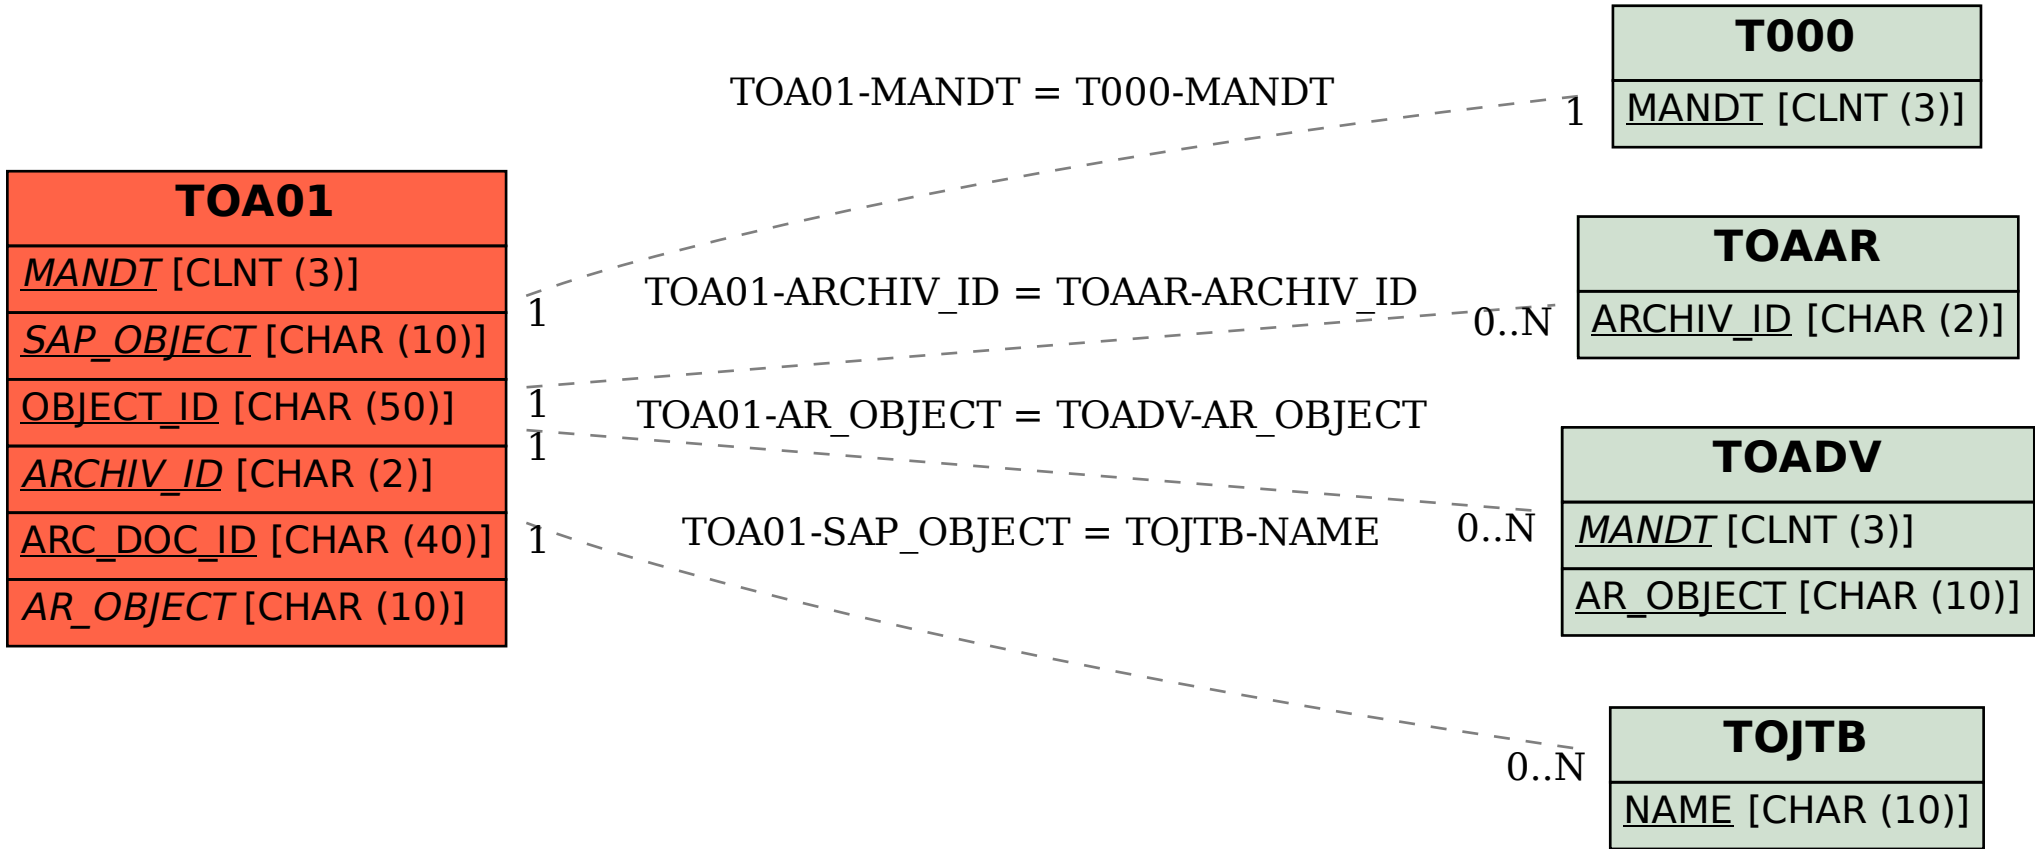 TOA01
MANDT [CLNT (3)]
SAP_OBJECT [CHAR (10)]
OBJECT_ID [CHAR (50)]
ARCHIV_ID [CHAR (2)]
ARC_DOC_ID [CHAR (40)]
AR_OBJECT [CHAR (10)]
TOA01-MANDT = T000-MANDT
1
1
TOA01-ARCHIV_ID = TOAAR-ARCHIV_ID
1
0..N
TOA01-AR_OBJECT = TOADV-AR_OBJECT
1
0..N
TOA01-SAP_OBJECT = TOJTB-NAME
1
0..N
T000
MANDT [CLNT (3)]
TOAAR
ARCHIV_ID [CHAR (2)]
TOADV
MANDT [CLNT (3)]
AR_OBJECT [CHAR (10)]
TOJTB
NAME [CHAR (10)]